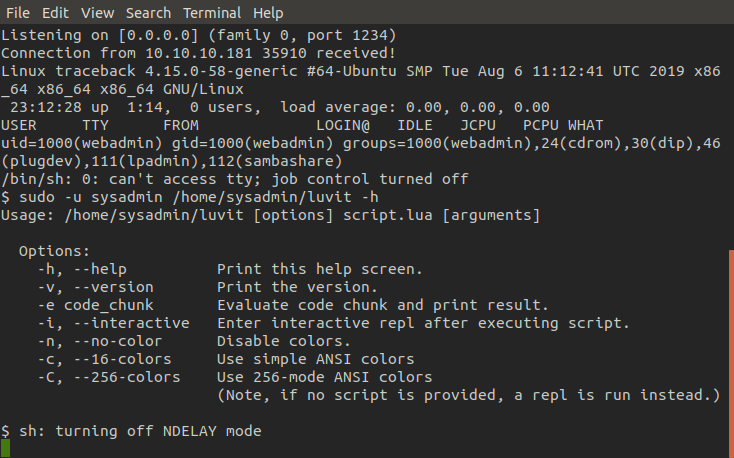 File Edit View Search Terminal Help
Listening on [0.0.0.0] (family 0, port 1234)
Connection from 10.10.10.181 35910 received!
Linux traceback 4.15.0-58-generic #64-Ubuntu SMP Tue Aug 6 11:12:41 UTC 2019 x86
_64 x86_64 x86_64 GNU/Linux
 23:12:28 up  1:14,  0 users,  load average: 0.00, 0.00, 0.00
USER     TTY      FROM             LOGIN@   IDLE   JCPU   PCPU WHAT
uid=1000(webadmin) gid=1000(webadmin) groups=1000(webadmin),24(cdrom),30(dip),46
(plugdev),111(lpadmin),112(sambashare)
/bin/sh: 0: can't access tty; job control turned off
$ sudo -u sysadmin /home/sysadmin/luvit -h
Usage: /home/sysadmin/luvit [options] script.lua [arguments]
  Options:
    -h, --help          Print this help screen.
    -v, --version       Print the version.
    -e code_chunk       Evaluate code chunk and print result.
    -i, --interactive   Enter interactive repl after executing script.
    -n, --no-color      Disable colors.
    -c, --16-colors     Use simple ANSI colors
    -C, --256-colors    Use 256-mode ANSI colors
                        (Note, if no script is provided, a repl is run instead.)
$ sh: turning off NDELAY mode